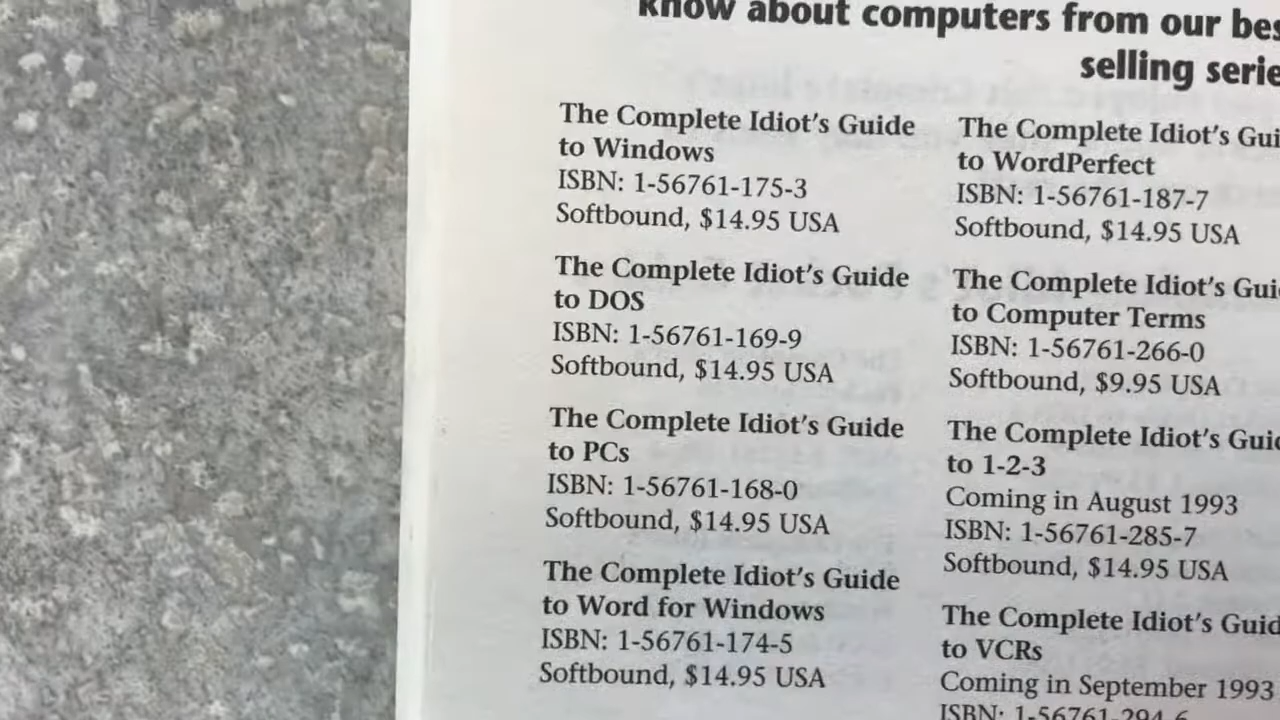 know about computers from our
selling
The Complete Idiot's Guide
to Windows
ISBN: 1-56761-175-3
Softbound, $14.95 USA
The Complete Idiot's Guide
to DOS
ISBN: 1-56761-169-9
Softbound, $14.95 USA
The Complete Idiot's Guide
to PCs
ISBN: 1-56761-168-0
Softbound, $14.95 USA
The Complete Idiot's Guide
to Word for Windows
ISBN: 1-56761-174-5
Softbound, $14.95 USA
The Complete Idiot's
to WordPerfect
ISBN: 1-56761-187-7
Softbound, $14.95 USA
The Complete Idiot's
to Computer Terms
ISBN: 1-56761-266-0
Softbound, $9.95 USA
The Complete Idiot's
to 1-2-3
Coming in August 1993
ISBN: 1-56761-285-7
Softbound, $14.95 USA
The Complete Idiot's
to VCRs
Coming in September 1993
ISBN: 1-56761-294-6